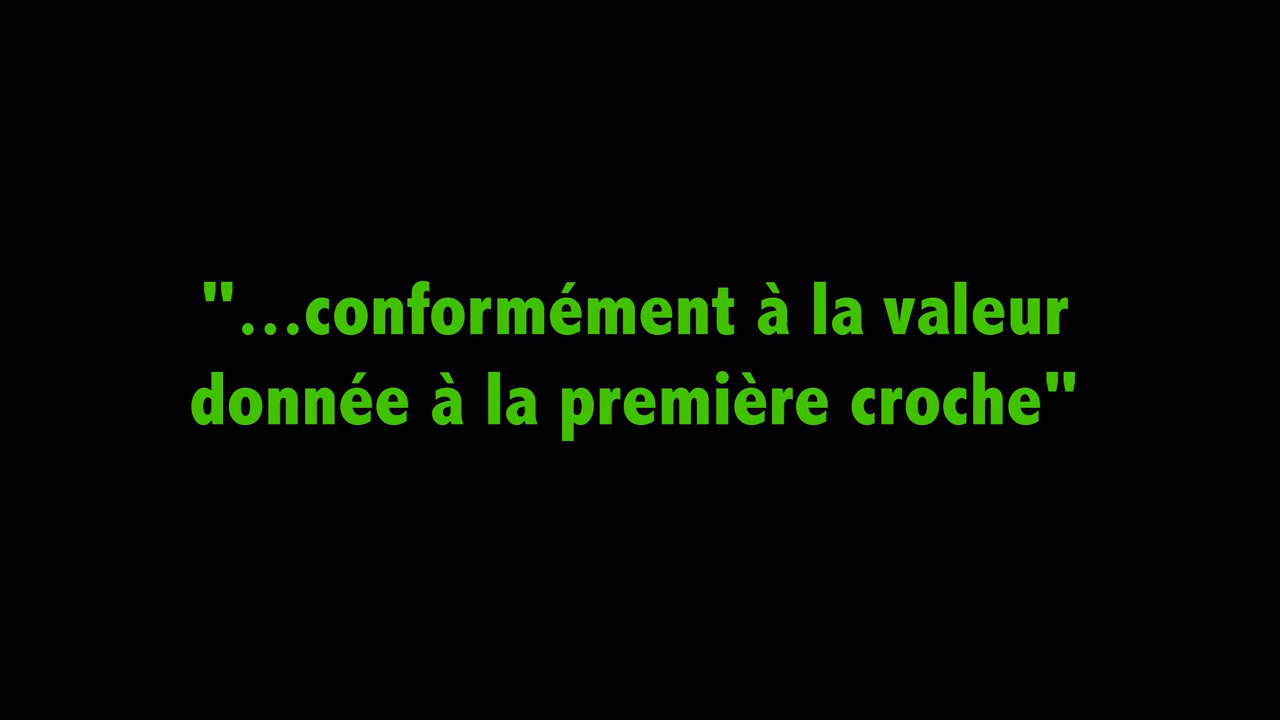 "...conformément à la valeur
donnée à la première croche"